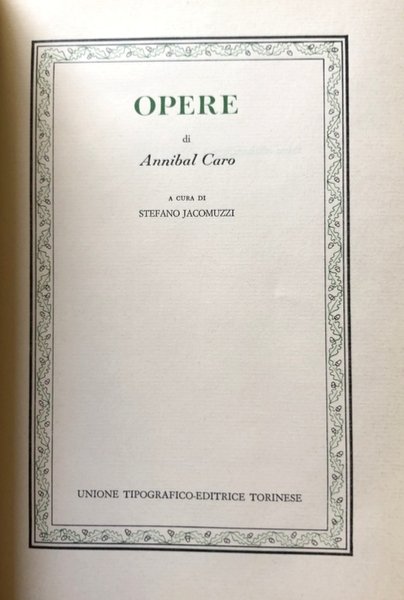 OPERE
di
Annibal Caro
A CURA DI
STEFANO JACOMUZZI
UNIONE TIPOGRAFICO-EDITRICE TORINESE